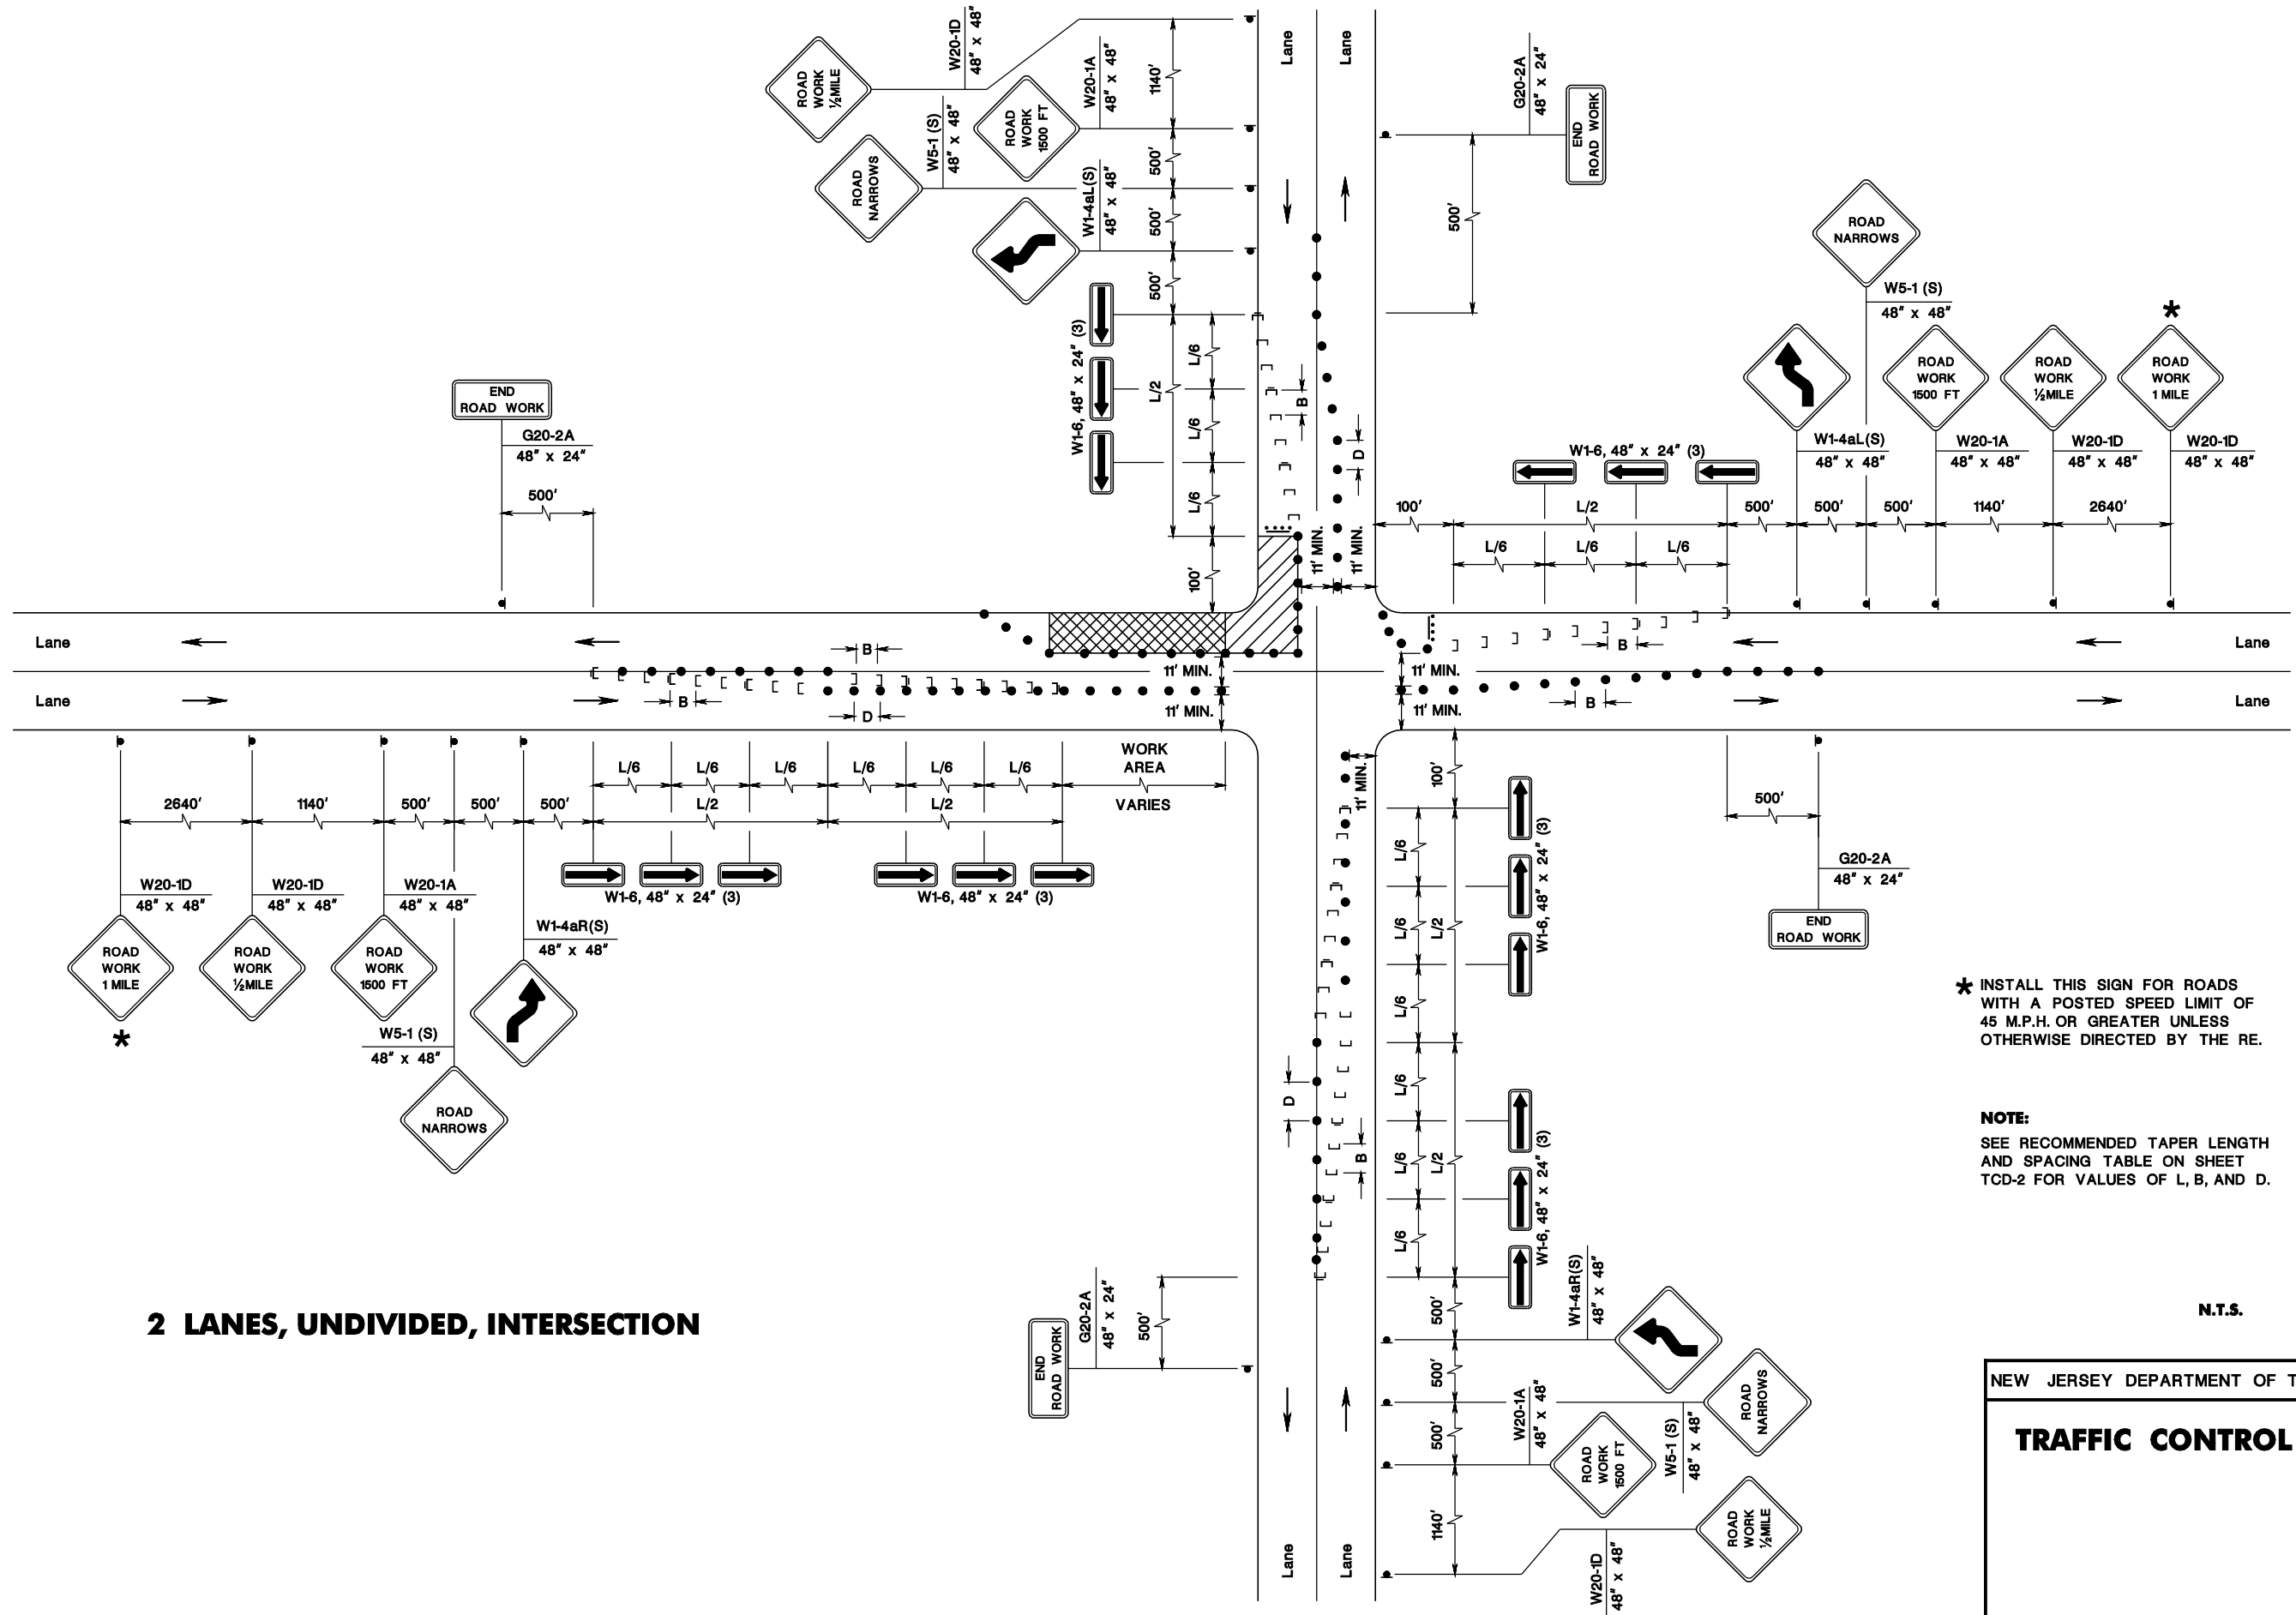 W20-1D
48" x 48"
ROAD
WORK
½MILE
W20-1A
48" x 48"
ROAD
WORK
1500 FT
W5-1 (S)
48" x 48"
ROAD
NARROWS
W1-4aL(S)
48" x 48"
1140'
500'
500'
500'
W1-6, 48" x 24" (3)
L/2
L/6
L/6
L/6
100'
B
D
11' MIN.
11' MIN.
Lane
Lane
G20-2A
48" x 24"
END
ROAD WORK
500'
ROAD
NARROWS
W5-1 (S)
48" x 48"
*
ROAD
WORK
1500 FT
ROAD
WORK
½MILE
ROAD
WORK
1 MILE
W1-4aL(S)
48" x 48"
W20-1A
48" x 48"
W20-1D
48" x 48"
W20-1D
48" x 48"
W1-6, 48" x 24" (3)
100'
L/2
500'
500'
500'
1140'
2640'
L/6
L/6
L/6
END
ROAD WORK
G20-2A
48" x 24"
500'
Lane
Lane
B
B
D
11' MIN.
11' MIN.
11' MIN.
11' MIN.
B
B
Lane
Lane
L/6
L/6
L/6
L/6
L/6
L/6
WORK
AREA
VARIES
2640'
1140'
500'
500'
500'
L/2
L/2
W1-6, 48" x 24" (3)
W1-6, 48" x 24" (3)
W20-1D
48" x 48"
W20-1D
48" x 48"
W20-1A
48" x 48"
W1-4aR(S)
48" x 48"
ROAD
WORK
1 MILE
*
ROAD
WORK
½MILE
ROAD
WORK
1500 FT
W5-1 (S)
48" x 48"
ROAD
NARROWS
11' MIN.
100'
L/6
L/6
L/6
L/2
W1-6, 48" x 24" (3)
L/6
L/6
L/6
L/2
W1-6, 48" x 24" (3)
D
B
500'
G20-2A
48" x 24"
END
ROAD WORK
500'
G20-2A
48" x 24"
END
ROAD WORK
500'
500'
500'
1140'
W1-4aR(S)
48" x 48"
ROAD
NARROWS
W5-1 (S)
48" x 48"
W20-1A
48" x 48"
ROAD
WORK
1500 FT
ROAD
WORK
½MILE
W20-1D
48" x 48"
Lane
Lane
* INSTALL THIS SIGN FOR ROADS
WITH A POSTED SPEED LIMIT OF
45 M.P.H. OR GREATER UNLESS
OTHERWISE DIRECTED BY THE RE.
NOTE:
SEE RECOMMENDED TAPER LENGTH
AND SPACING TABLE ON SHEET
TCD-2 FOR VALUES OF L, B, AND D.
2 LANES, UNDIVIDED, INTERSECTION
N.T.S.
NEW JERSEY DEPARTMENT OF T
TRAFFIC CONTROL